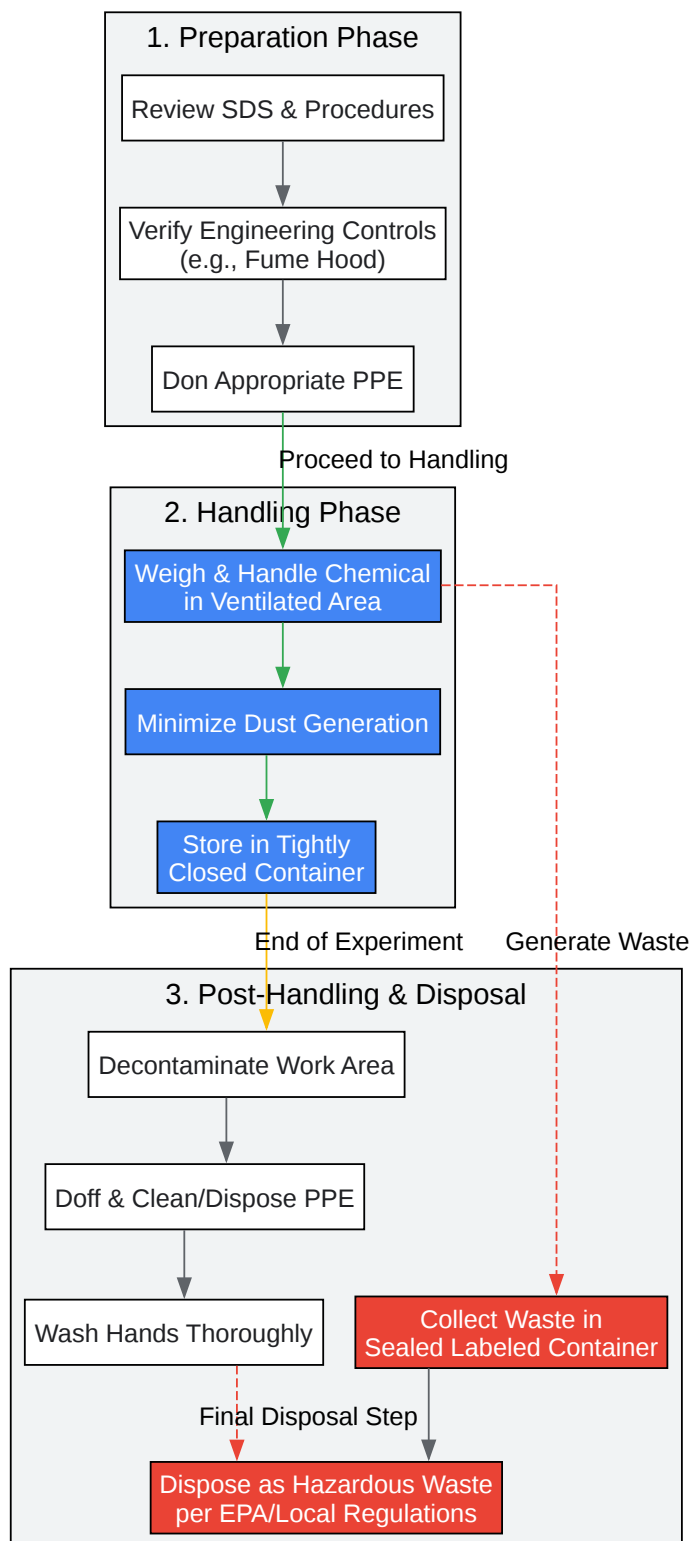 1. Preparation Phase
Review SDS & Procedures
Verify Engineering Controls
(e.g., Fume Hood)
Don Appropriate PPE
Proceed to Handling
2. Handling Phase
Weigh & Handle Chemical
in Ventilated Area
Minimize Dust Generation
Store in Tightly
Closed Container
End of Experiment
Generate Waste
3. Post-Handling & Disposal
Decontaminate Work Area
Doff & Clean/Dispose PPE
Wash Hands Thoroughly
Collect Waste in
Sealed Labeled Container
Final Disposal Step
Dispose as Hazardous Waste
per EPA/Local Regulations